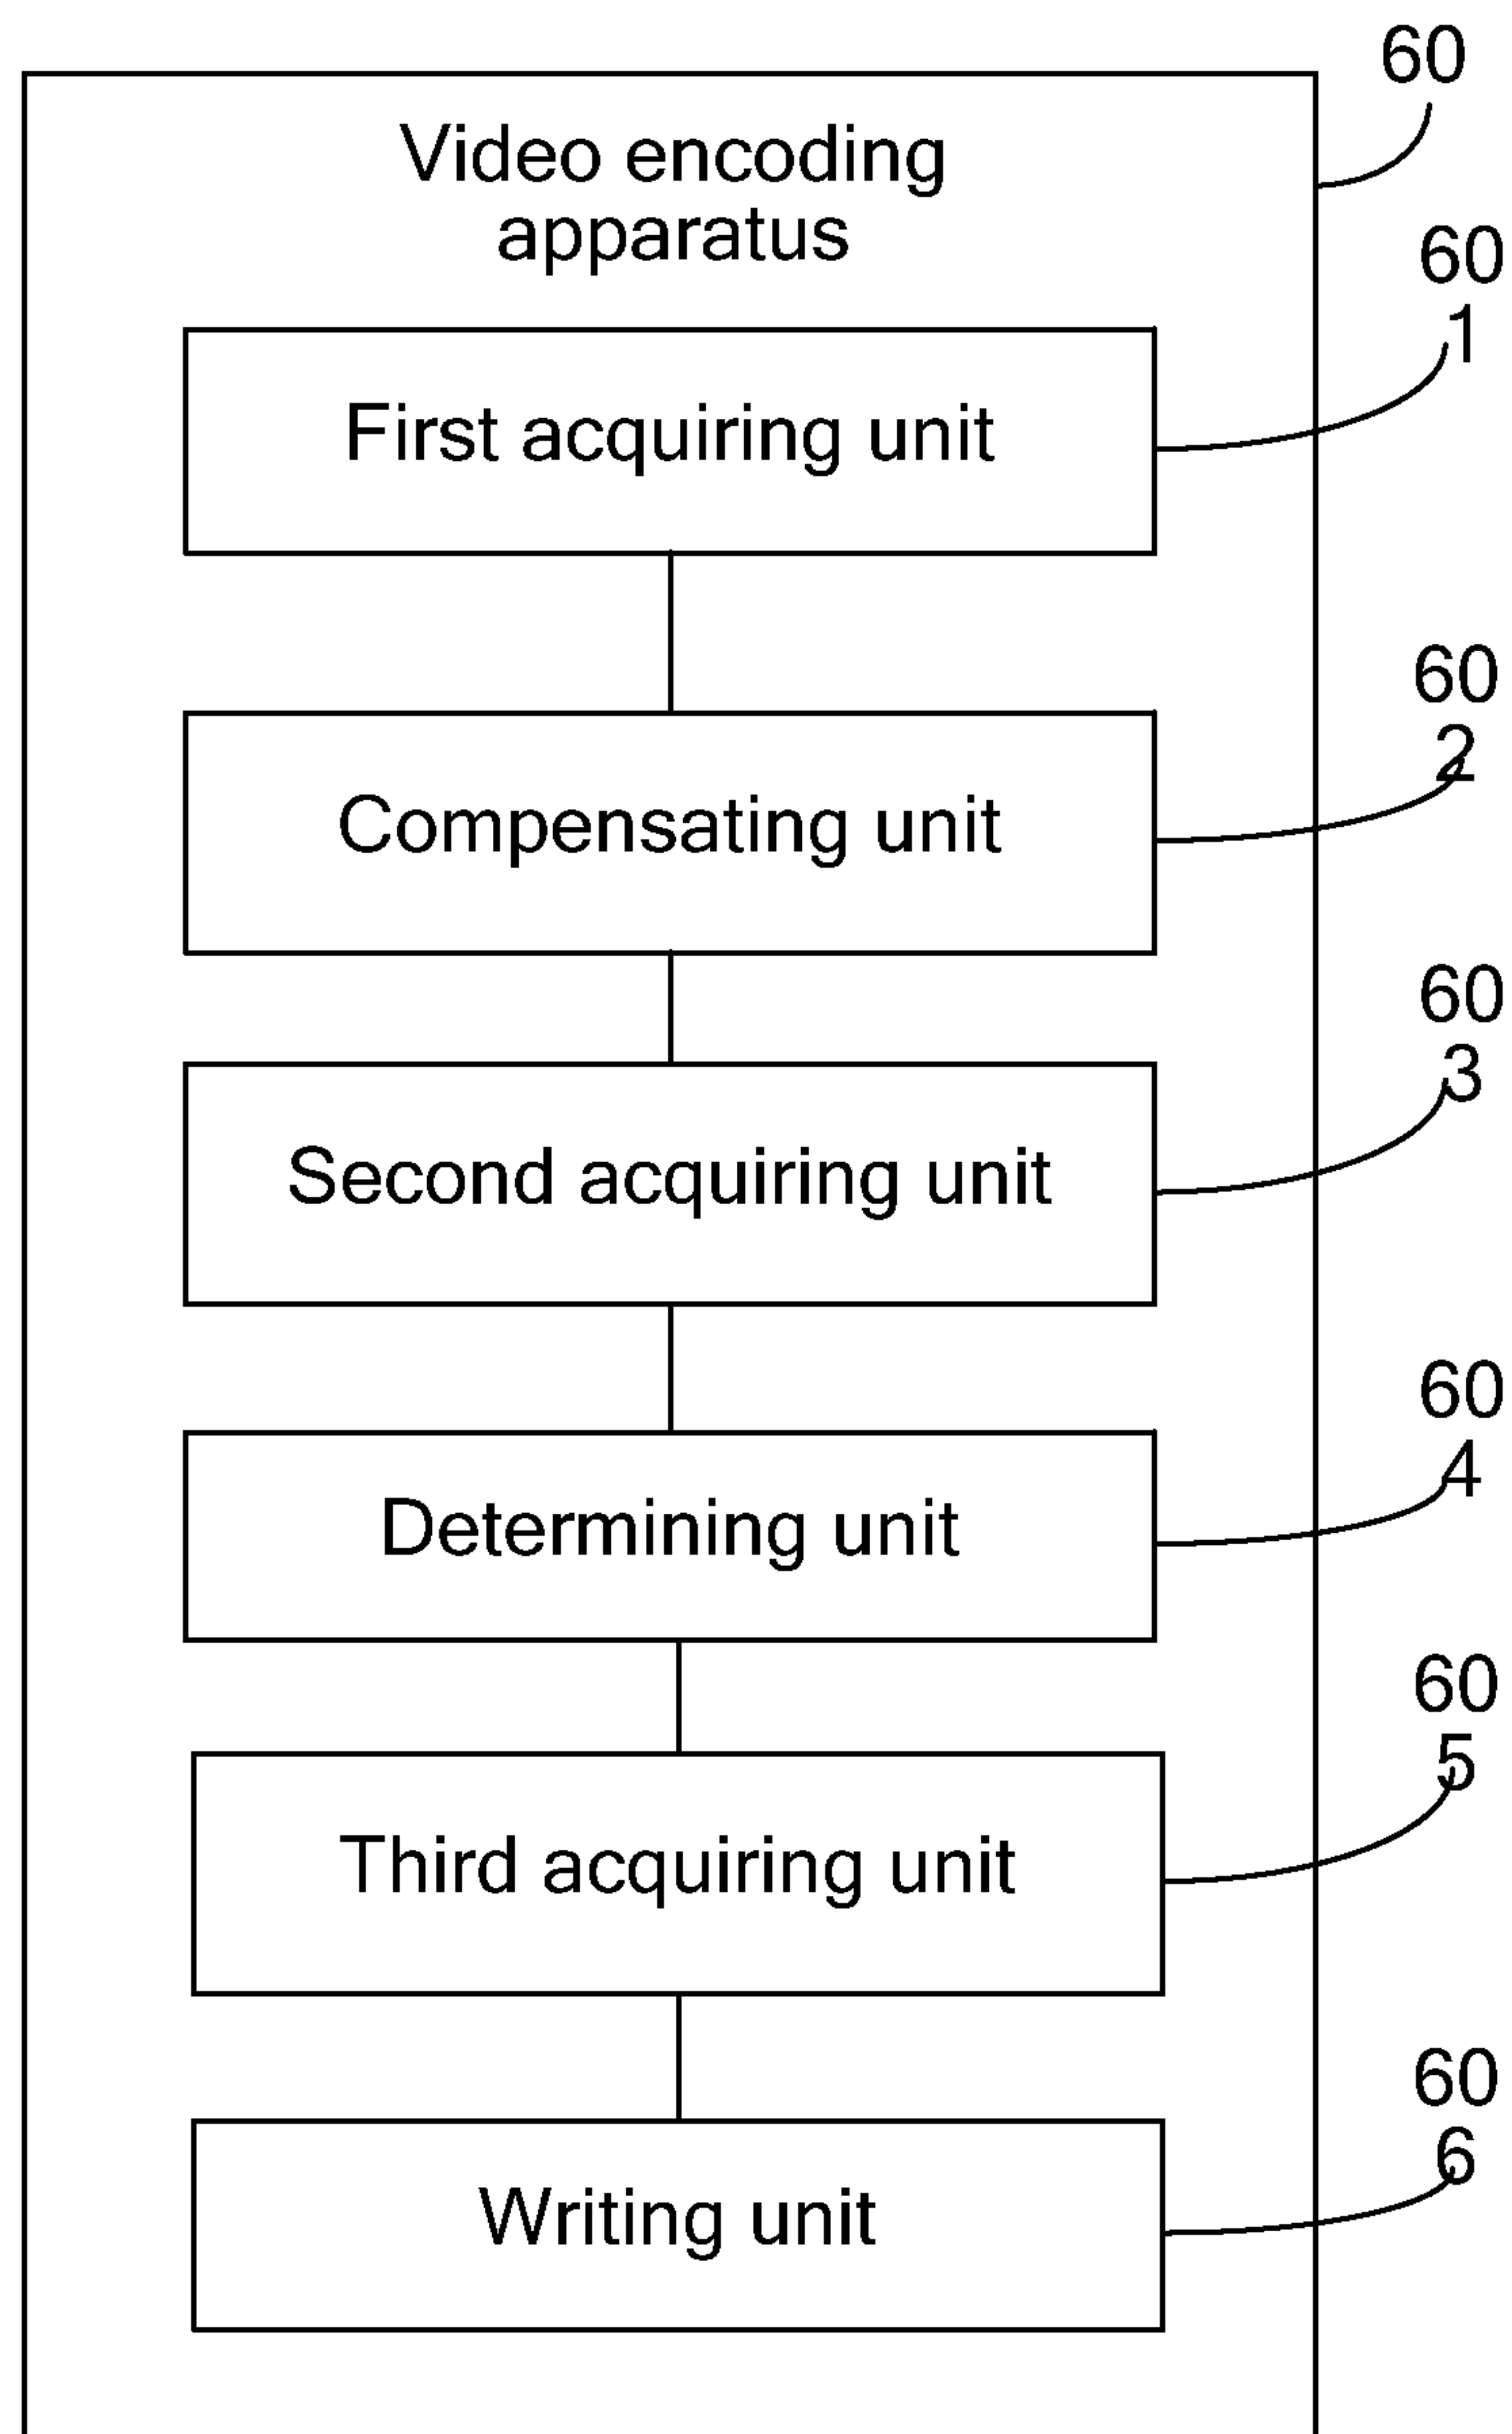 60
Video encoding
apparatus
60
1
First acquiring unit
60
2
Compensating unit
60
3
Second acquiring unit
60
4
Determining unit
60
5
Third acquiring unit
60
6
Writing unit